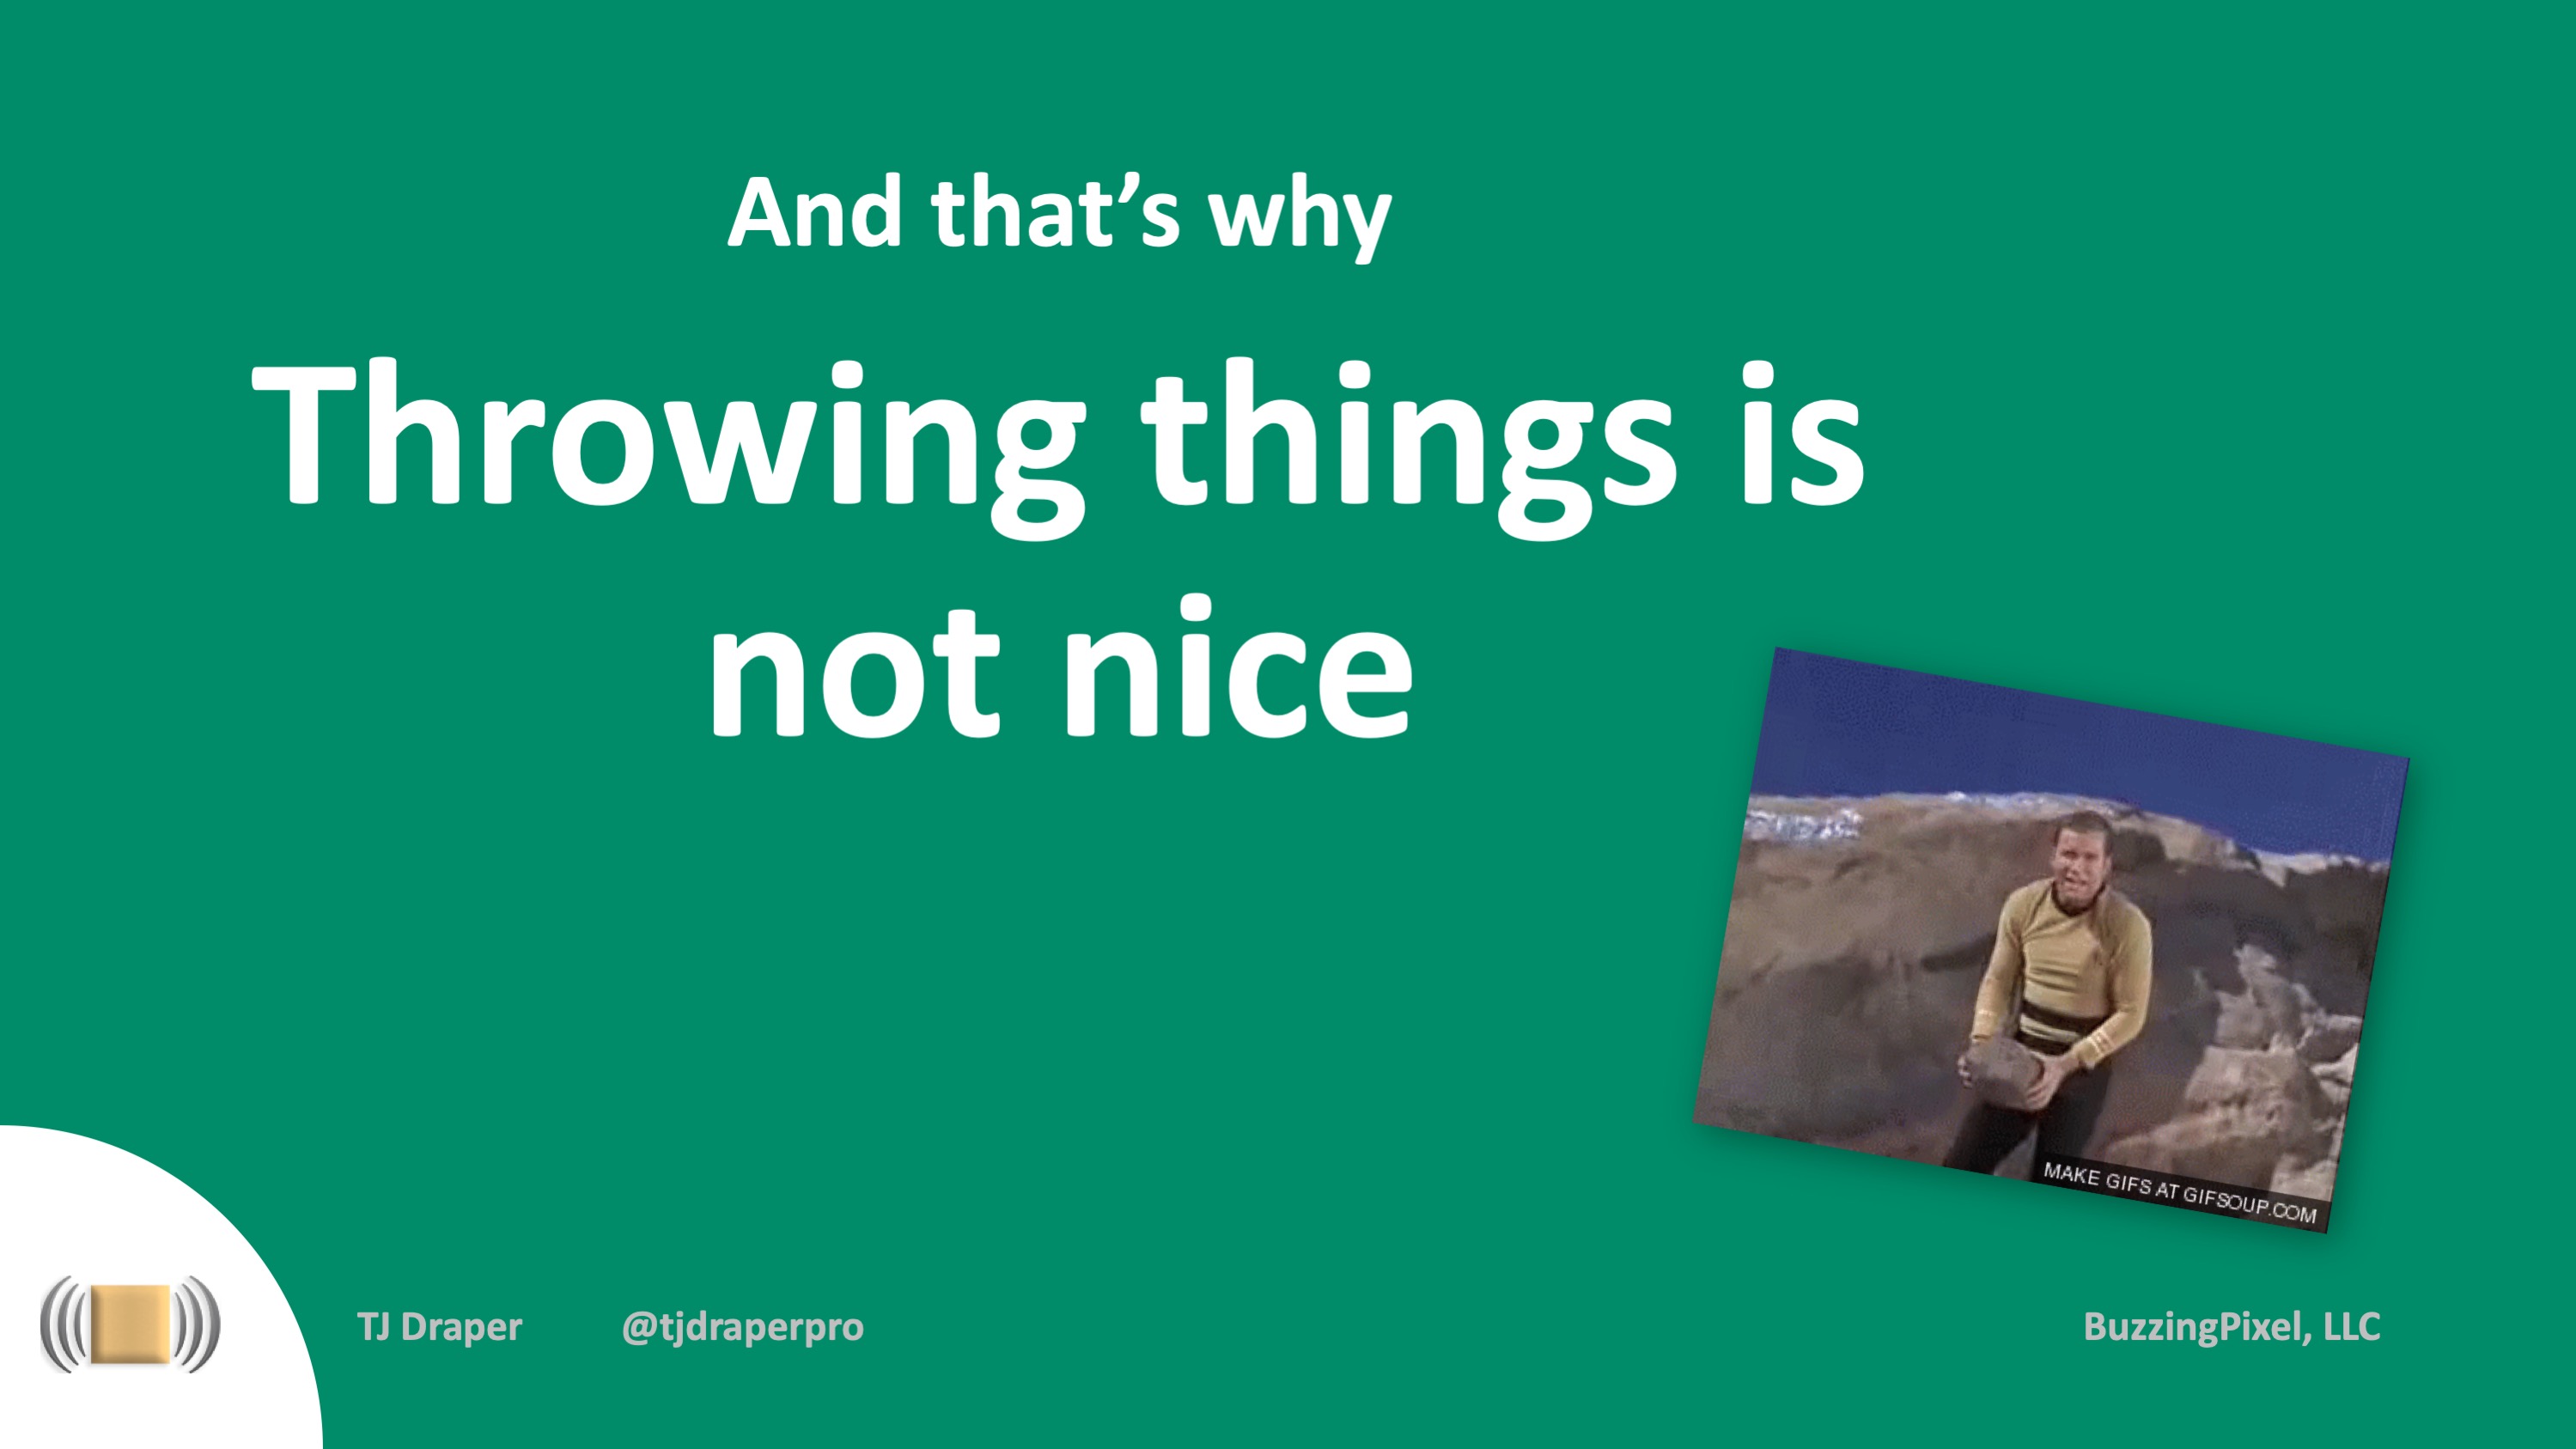 And that’s why
Throwing things is
not nice
MAKE GIFS AT GIFSOUP.COM
TJ Draper
@tjdraperpro
BuzzingPixel, LLC